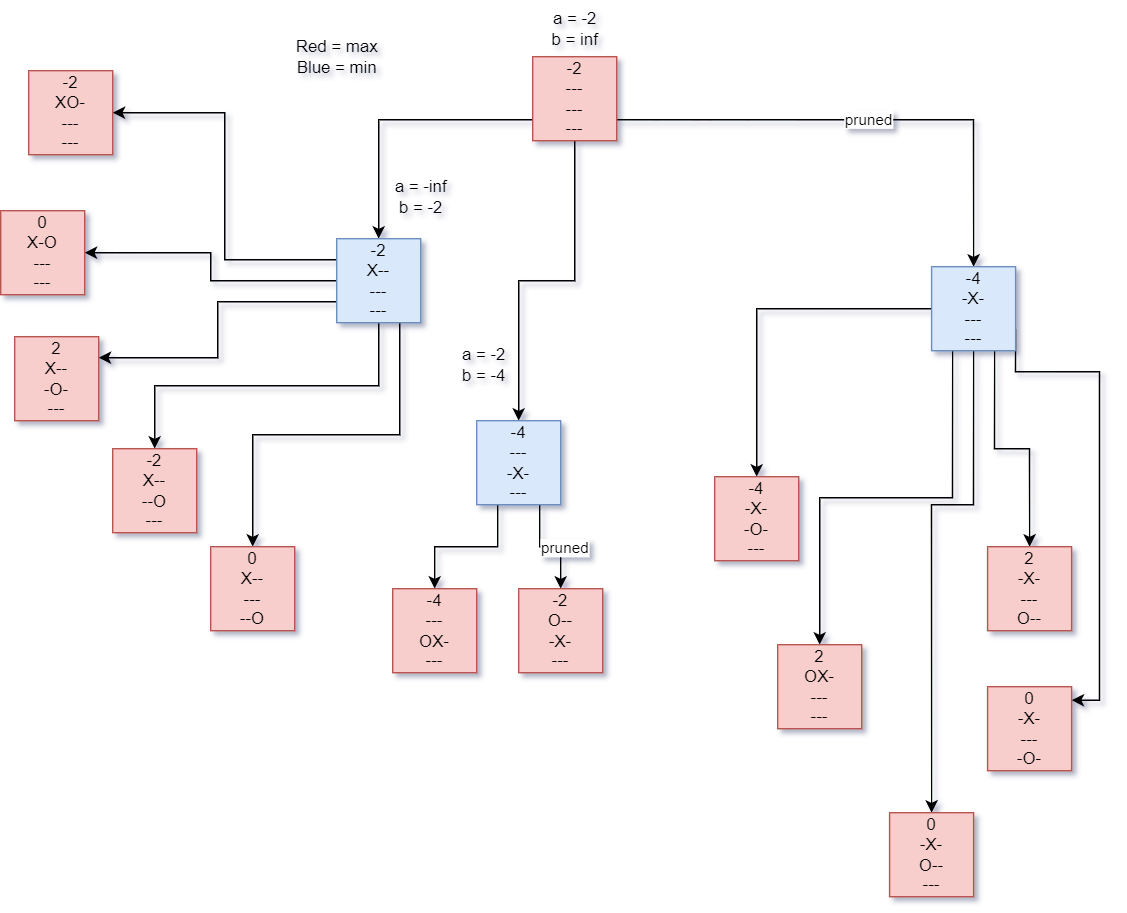 a = -2
b = inf
Red = max
Blue = min
-2
---
---
---
pruned
-2
XO-
---
---
a = -inf
b = -2
0
X-O
---
---
-2
X--
---
---
-4
-X-
---
---
2
X--
-O-
---
a = -2
b = -4
-4
---
-X-
---
-2
X--
--O
---
-4
-X-
-O-
---
0
X--
---
--O
pruned
2
-X-
---
O--
-4
---
OX-
---
-2
O--
-X-
---
2
OX-
---
---
0
-X-
---
-O-
0
-X-
O--
---